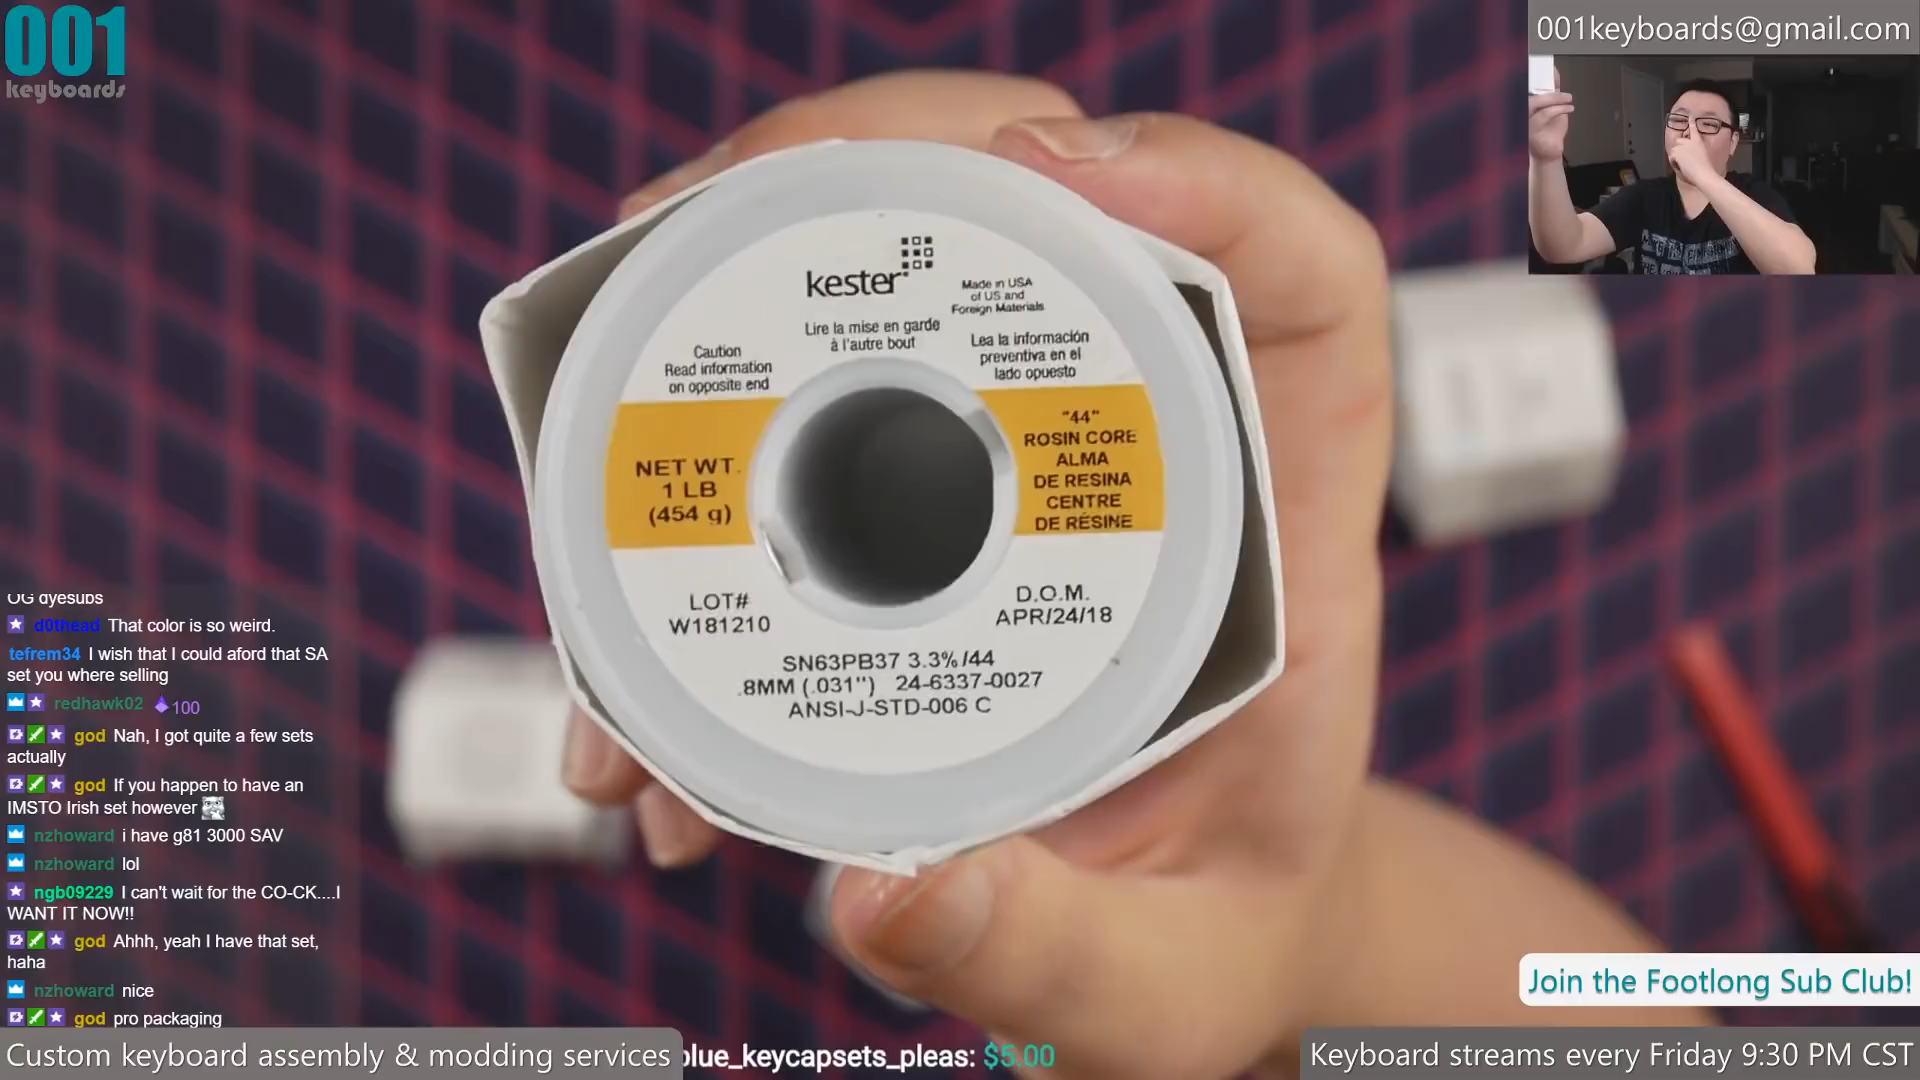 001
keyboards
001keyboards@gmail.com
kester
Made in USA
of US and
Foreign Materials
Lire la mise en garde
à l'autre bout
Caution
Read information
on opposite end
Lea la información
preventiva en el
lado opuesto
NET WT.
1 LB
(454 g)
"44"
ROSIN CORE
ALMA
DE RESINA
CENTRE
DE RÉSINE
LOT#
W181210
D.O.M.
APR/24/18
SN63PB37 3.3%/44
.8MM (.031") 24-6337-0027
ANSI-J-STD-006 C
OG dyesubs
d0thead That color is so weird.
tefrem34 I wish that I could aford that SA
set you where selling
redhawk02 100
god Nah, I got quite a few sets
actually
god If you happen to have an
IMSTO Irish set however
nzhoward i have g81 3000 SAV
nzhoward lol
ngb09229 I can't wait for the CO-CK....I
WANT IT NOW!!
god Ahhh, yeah I have that set,
haha
nzhoward nice
god pro packaging
Join the Footlong Sub Club!
Custom keyboard assembly & modding services
blue_keycapsets_pleas: $5.00
Keyboard streams every Friday 9:30 PM CST